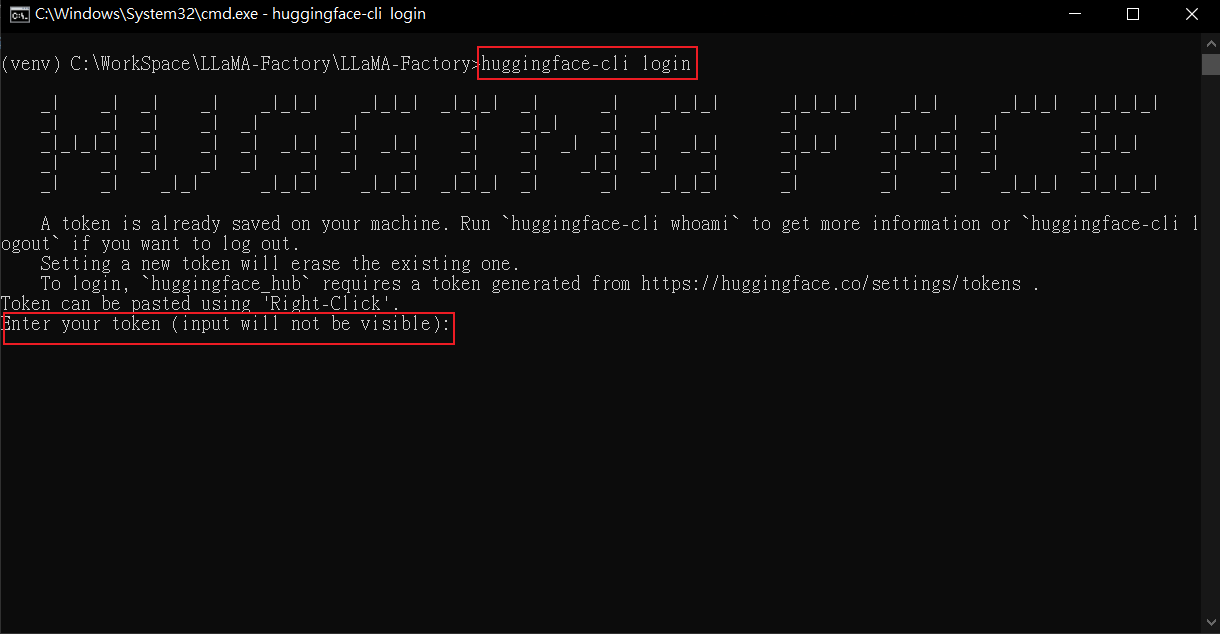 C:\Windows\System32\cmd.exe - huggingface-cli  login
(venv) C:\WorkSpace\LLaMA-Factory\LLaMA-Factory>huggingface-cli login
HUGGING FACE
A token is already saved on your machine. Run `huggingface-cli whoami` to get more information or `huggingface-cli l
ogout` if you want to log out.
Setting a new token will erase the existing one.
To login, `huggingface_hub` requires a token generated from https://huggingface.co/settings/tokens .
Token can be pasted using 'Right-Click'.
Enter your token (input will not be visible):